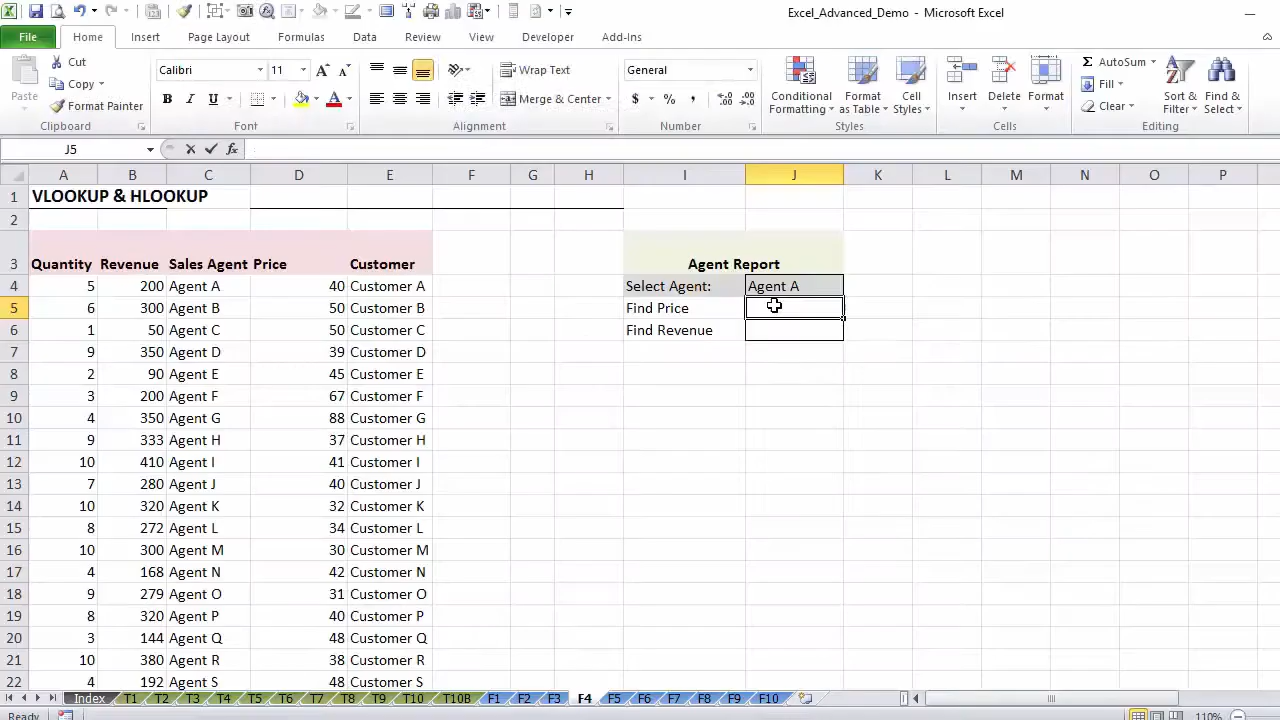 Excel_Advanced_Demo - Microsoft Excel
File Home Insert Page Layout Formulas Data Review View Developer Add-Ins
Paste
Cut
Copy
Format Painter
Clipboard
Calibri 11
B I U A
Font
Wrap Text
Merge & Center
Alignment
General
$ % ,
Number
Conditional Formatting
Format as Table
Cell Styles
Styles
Insert Delete Format
Cells
Σ AutoSum
Fill
Clear
Sort & Filter
Find & Select
Editing
J5 fx
A B C D E F G H I J K L M N O P
1 VLOOKUP & HLOOKUP
2
3 Quantity Revenue Sales Agent Price Customer Agent Report
4 5 200 Agent A 40 Customer A Select Agent: Agent A
5 6 300 Agent B 50 Customer B Find Price
6 1 50 Agent C 50 Customer C Find Revenue
7 9 350 Agent D 39 Customer D
8 2 90 Agent E 45 Customer E
9 3 200 Agent F 67 Customer F
10 4 350 Agent G 88 Customer G
11 9 333 Agent H 37 Customer H
12 10 410 Agent I 41 Customer I
13 7 280 Agent J 40 Customer J
14 10 320 Agent K 32 Customer K
15 8 272 Agent L 34 Customer L
16 10 300 Agent M 30 Customer M
17 4 168 Agent N 42 Customer N
18 9 279 Agent O 31 Customer O
19 8 320 Agent P 40 Customer P
20 3 144 Agent Q 48 Customer Q
21 10 380 Agent R 38 Customer R
22 4 192 Agent S 48 Customer S
Index T1 T2 T3 T4 T5 T6 T7 T8 T9 T10 T10B F1 F2 F3 F4 F5 F6 F7 F8 F9 F10
Ready 110%